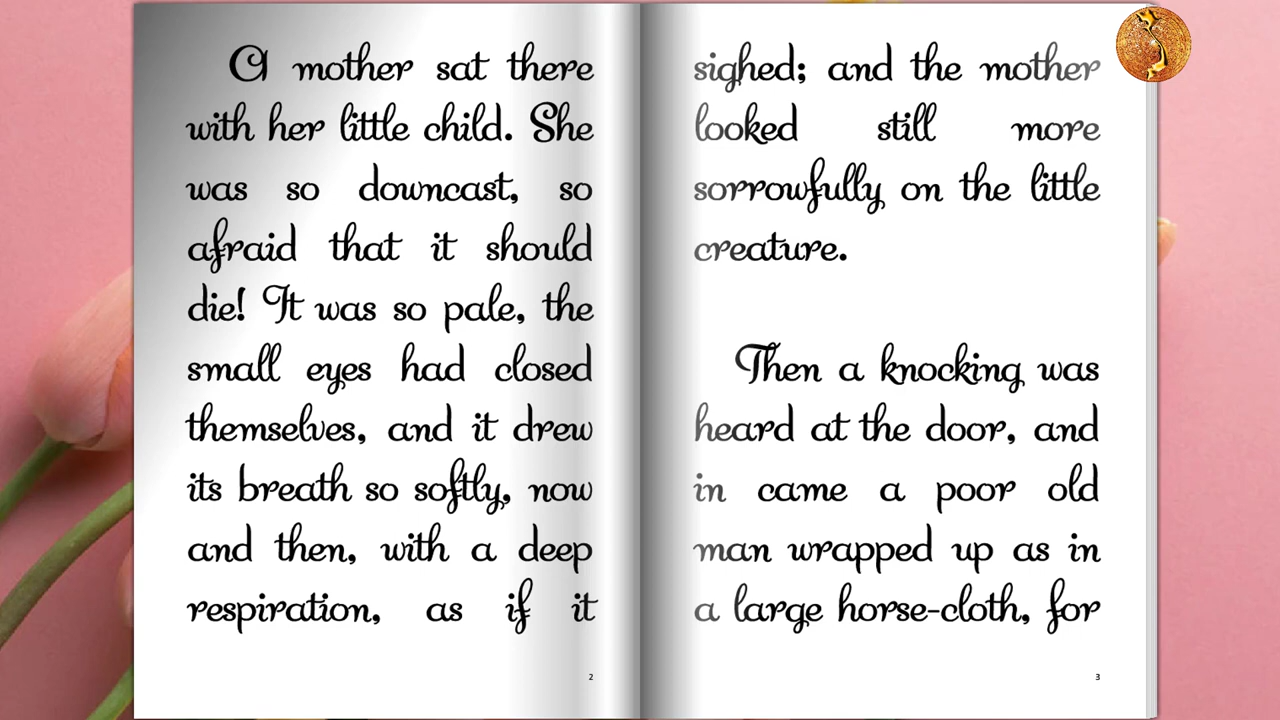 A mother sat there
with her little child. She
was so downcast, so
afraid that it should
die! It was so pale, the
small eyes had closed
themselves, and it drew
its breath so softly, now
and then, with a deep
respiration, as if it
2
sighed; and the mother
looked still more
sorrowfully on the little
creature.
Then a knocking was
heard at the door, and
in came a poor old
man wrapped up as in
a large horse-cloth, for
3